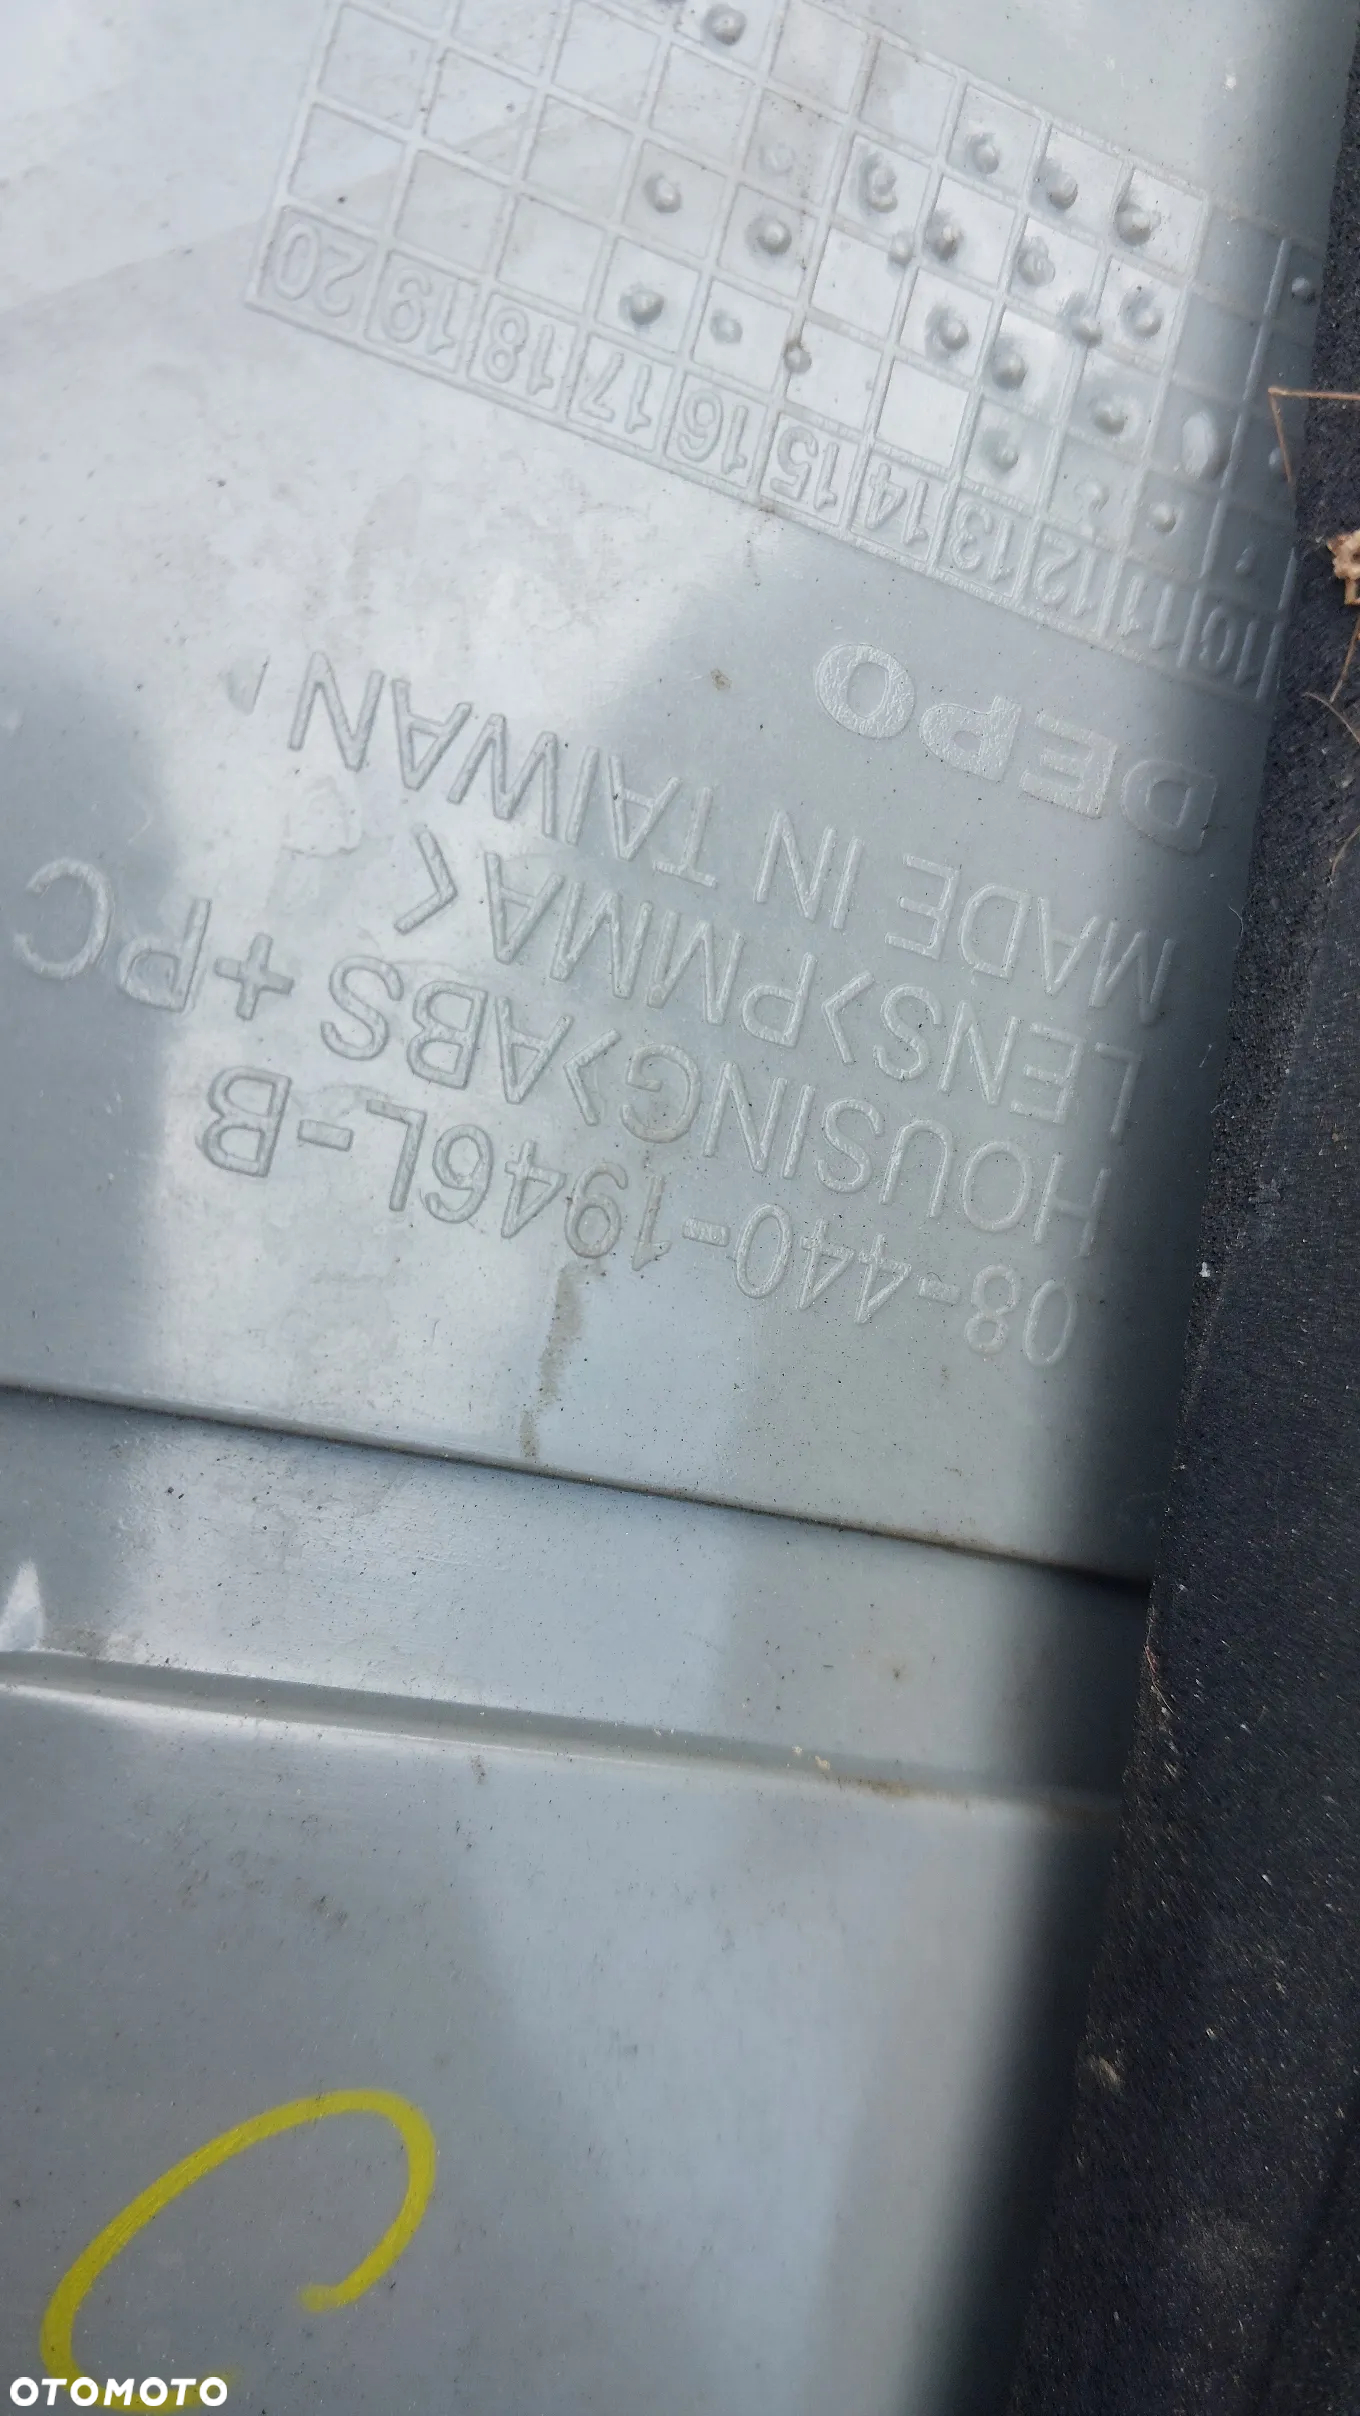 08-440-1946L-B
HOUSING>ABS +PC
LENS>PMMA<
MADE IN TAIWAN
DEPO
10 11 12 13 14 15 16 17 18 19 20
OTOMOTO